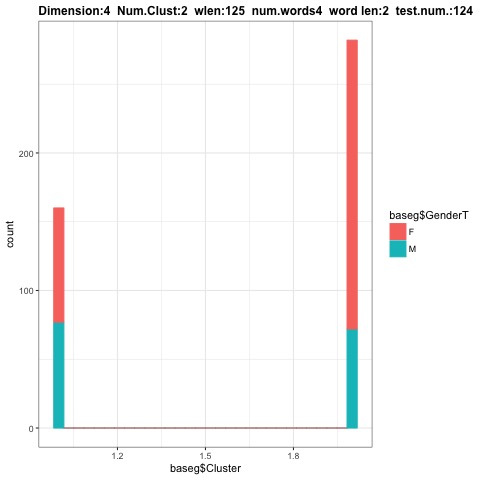 Dimension:4 Num.Clust:2 wlen:125 num.words4 word len:2 test.num.:124
200
100
0
count
1.2 1.5 1.8
baseg$Cluster
baseg$GenderT
F
M